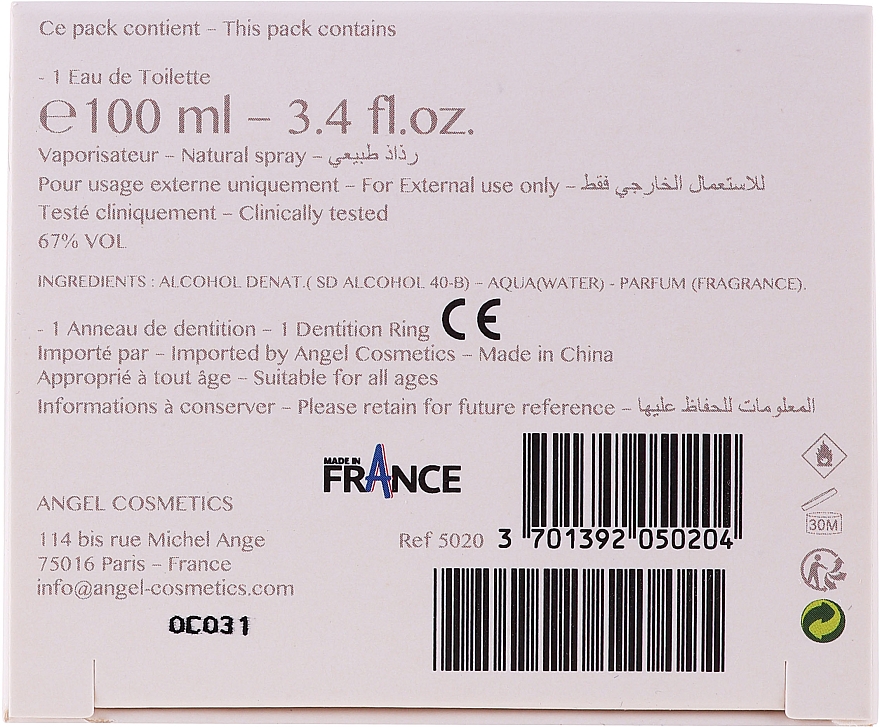 Ce pack contient – This pack contains
- 1 Eau de Toilette
℮100 ml – 3.4 fl.oz.
Vaporisateur – Natural spray – رذاذ طبيعي
Pour usage externe uniquement – For External use only – للاستعمال الخارجي فقط
Testé cliniquement – Clinically tested
67% VOL
INGREDIENTS : ALCOHOL DENAT.( SD ALCOHOL 40-B) – AQUA(WATER) - PARFUM (FRAGRANCE).
- 1 Anneau de dentition – 1 Dentition Ring CE
Importé par – Imported by Angel Cosmetics – Made in China
Approprié à tout âge – Suitable for all ages
Informations à conserver – Please retain for future reference – المعلومات للحفاظ عليها
MADE IN
FRANCE
ANGEL COSMETICS
114 bis rue Michel Ange
75016 Paris – France
info@angel-cosmetics.com
Ref 5020
3 701392 050204
30M
0C031